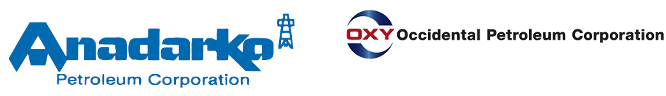 Anadarko
Petroleum Corporation
OXY Occidental Petroleum Corporation